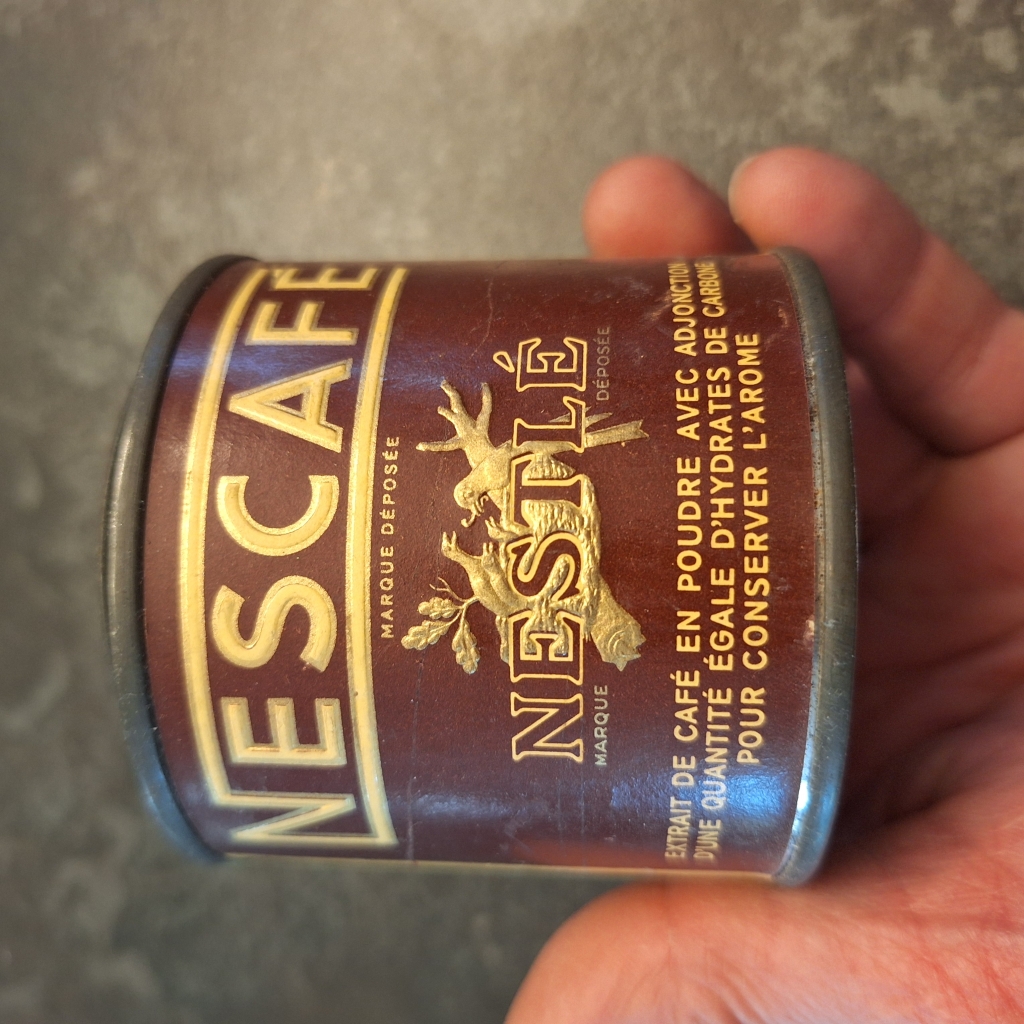 NESCAFÉ
MARQUE DÉPOSÉE
NESTLÉ
MARQUE DÉPOSÉE
EXTRAIT DE CAFÉ EN POUDRE AVEC ADJONCTION
D'UNE QUANTITÉ ÉGALE D'HYDRATES DE CARBONE
POUR CONSERVER L'AROME